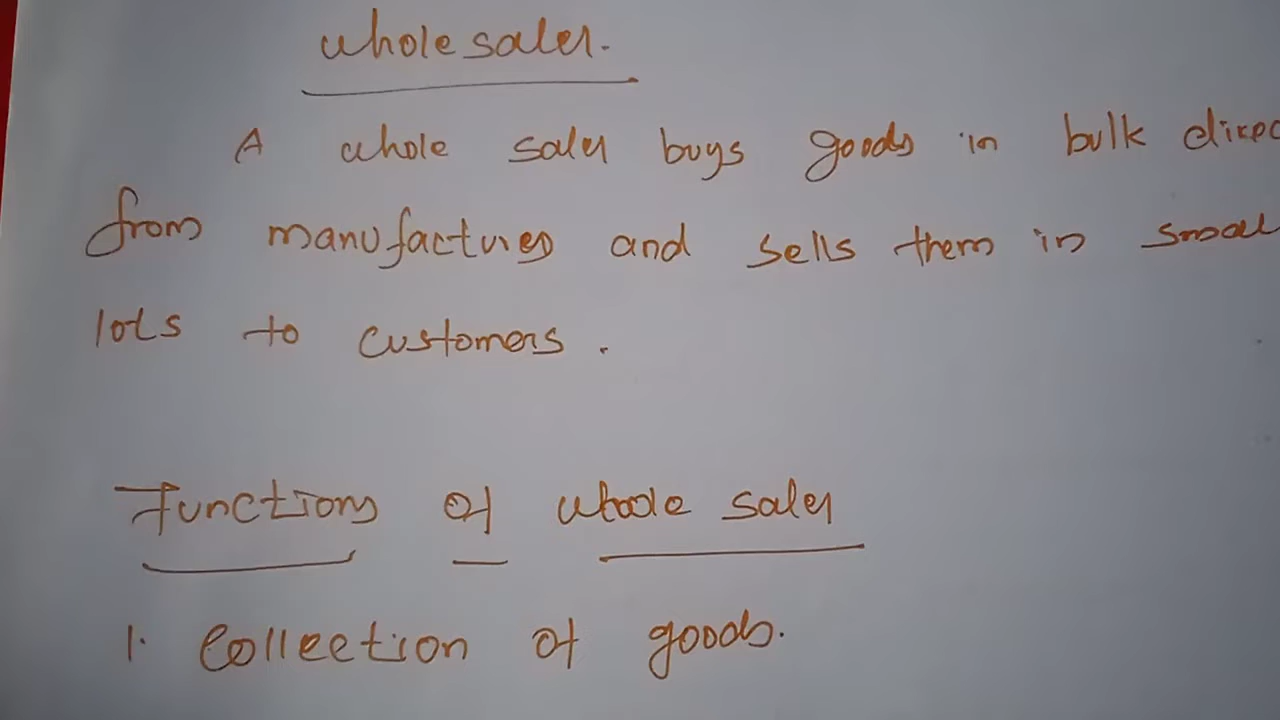 whole saler.
A whole saler buys goods in bulk direc
from manufactures and sells them in small
lots to customers.
Functions of whole saler
1. Collection of goods.